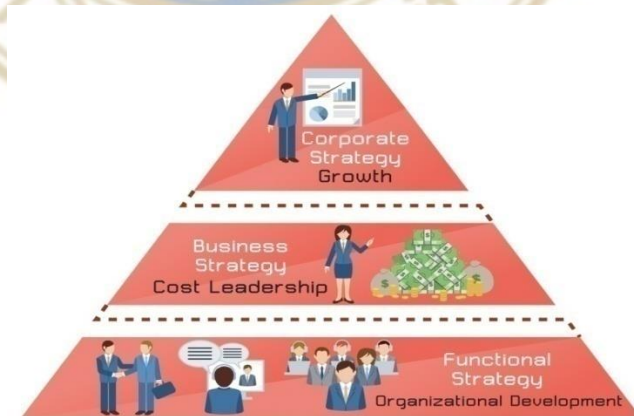 Corporate
Strategy
Growth
Business
Strategy
Cost Leadership
Functional
Strategy
Organizational Development